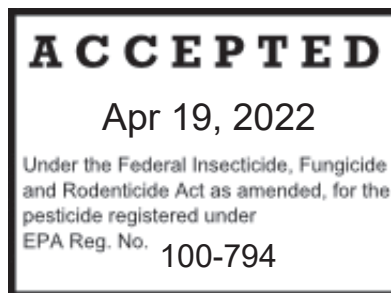 ACCEPTED
Apr 19, 2022
Under the Federal Insecticide, Fungicide
and Rodenticide Act as amended, for the
pesticide registered under
EPA Reg. No. 100-794